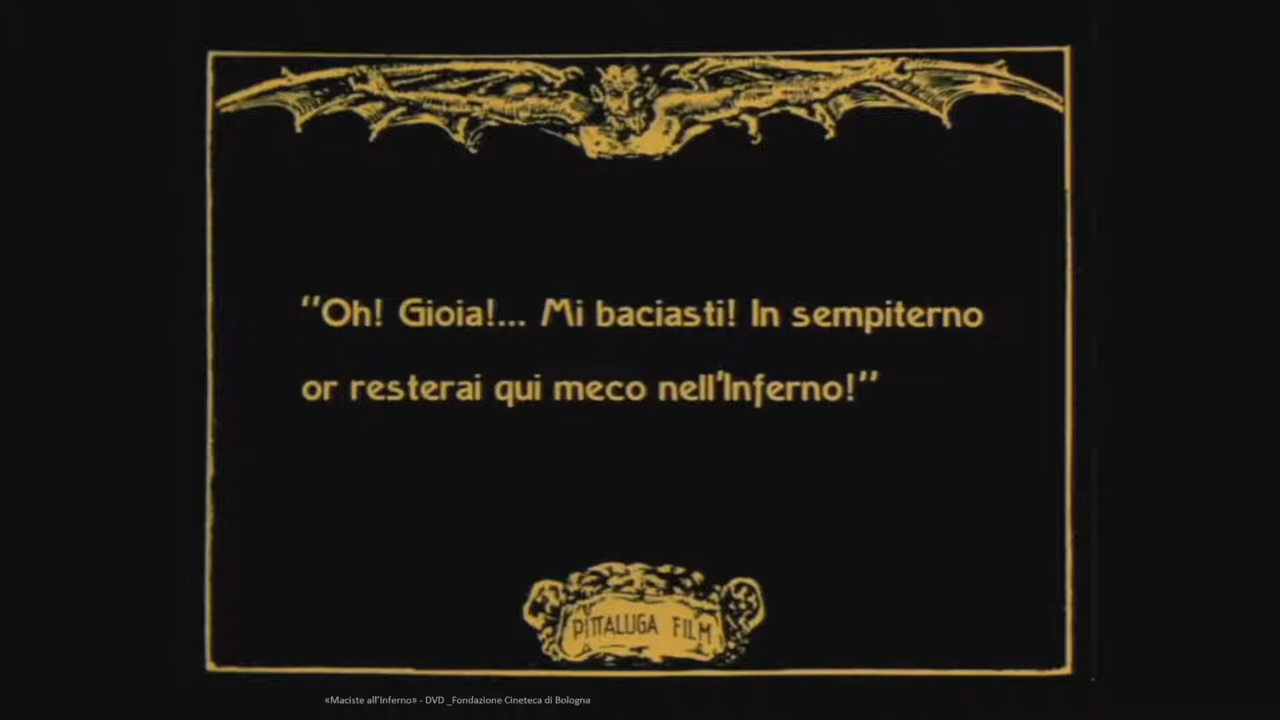 "Oh! Gioia!... Mi baciasti! In sempiterno
or resterai qui meco nell'Inferno!"
PITTALUGA FILM
«Maciste all'Inferno» - DVD _Fondazione Cineteca di Bologna